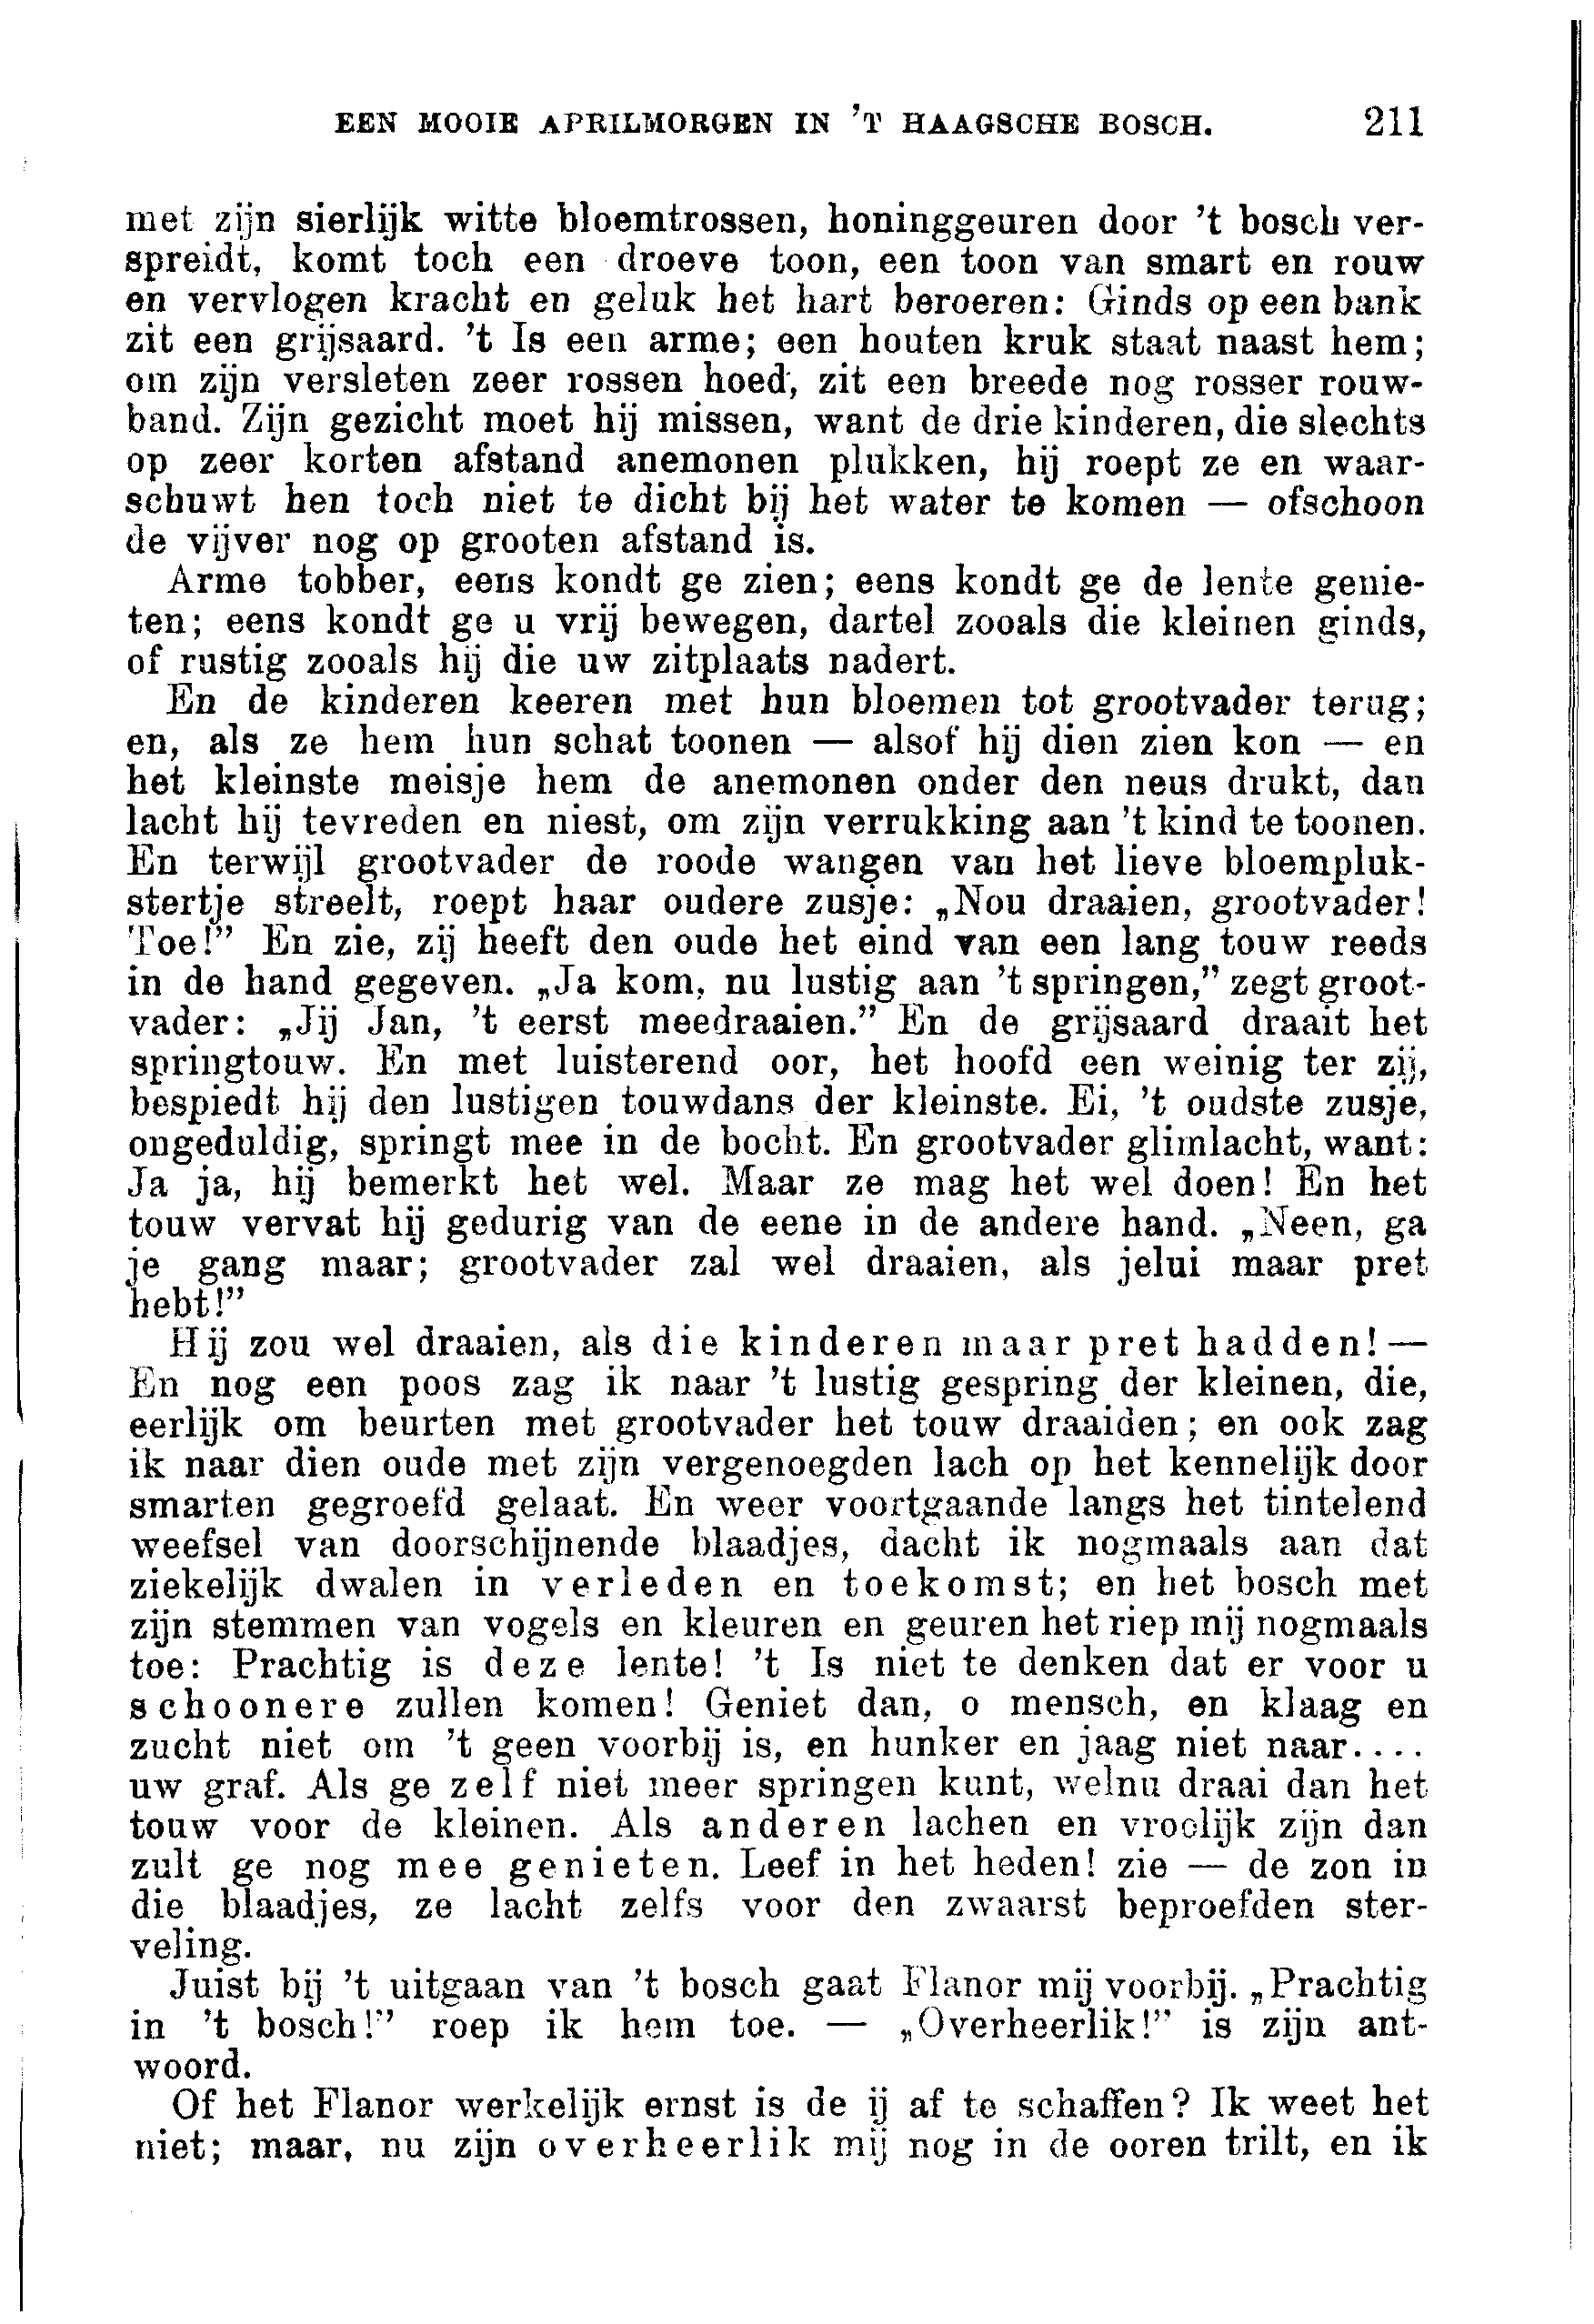 EEN MOOIE APRILMORGEN IN 'T HAAGSCHE BOSCH. 211
met zijn sierlijk witte bloemtrossen, honinggeuren door 't bosch ver-
spreidt, komt toch een droeve toon, een toon van smart en rouw
en vervlogen kracht en geluk het hart beroeren: Ginds op een bank
zit een grijsaard. 't Is een arme; een houten kruk staat naast hem;
om zijn versleten zeer rossen hoed, zit een breede nog rosser rouw-
band. Zijn gezicht moet hij missen, want de drie kinderen, die slechts
op zeer korten afstand anemonen plukken, hij roept ze en waar-
schuwt hen toch niet te dicht bij het water te komen — ofschoon
de vijver nog op grooten afstand is.
Arme tobber, eens kondt ge zien; eens kondt ge de lente genie-
ten; eens kondt ge u vrij bewegen, dartel zooals die kleinen ginds,
of rustig zooals hij die uw zitplaats nadert.
En de kinderen keeren met hun bloemen tot grootvader terug;
en, als ze hem hun schat toonen — alsof hij dien zien kon — en
het kleinste meisje hem de anemonen onder den neus drukt, dan
lacht hij tevreden en niest, om zijn verrukking aan 't kind te toonen.
En terwijl grootvader de roode wangen van het lieve bloempluk-
stertje streelt, roept haar oudere zusje: „Nou draaien, grootvader!
Toe!” En zie, zij heeft den oude het eind van een lang touw reeds
in de hand gegeven. „Ja kom, nu lustig aan 't springen,” zegt groot-
vader: „Jij Jan, 't eerst meedraaien.” En de grijsaard draait het
springtouw. En met luisterend oor, het hoofd een weinig ter zij,
bespiedt hij den lustigen touwdans der kleinste. Ei, 't oudste zusje,
ongeduldig, springt mee in de bocht. En grootvader glimlacht, want:
Ja ja, hij bemerkt het wel. Maar ze mag het wel doen! En het
touw vervat hij gedurig van de eene in de andere hand. „Neen, ga
je gang maar; grootvader zal wel draaien, als jelui maar pret
hebt!”
Hij zou wel draaien, als die kinderen maar pret hadden! —
En nog een poos zag ik naar 't lustig gespring der kleinen, die,
eerlijk om beurten met grootvader het touw draaiden; en ook zag
ik naar dien oude met zijn vergenoegden lach op het kennelijk door
smarten gegroefd gelaat. En weer voortgaande langs het tintelend
weefsel van doorschijnende blaadjes, dacht ik nogmaals aan dat
ziekelijk dwalen in verleden en toekomst; en het bosch met
zijn stemmen van vogels en kleuren en geuren het riep mij nogmaals
toe: Prachtig is deze lente! 't Is niet te denken dat er voor u
schoonere zullen komen! Geniet dan, o mensch, en klaag en
zucht niet om 't geen voorbij is, en hunker en jaag niet naar....
uw graf. Als ge zelf niet meer springen kunt, welnu draai dan het
touw voor de kleinen. Als anderen lachen en vroolijk zijn dan
zult ge nog mee genieten. Leef in het heden! zie — de zon in
die blaadjes, ze lacht zelfs voor den zwaarst beproefden ster-
veling.
Juist bij 't uitgaan van 't bosch gaat Flanor mij voorbij. „Prachtig
in 't bosch!” roep ik hem toe. — „Overheerlik!” is zijn ant-
woord.
Of het Flanor werkelijk ernst is de ij af te schaffen? Ik weet het
niet; maar, nu zijn overheerlik mij nog in de ooren trilt, en ik